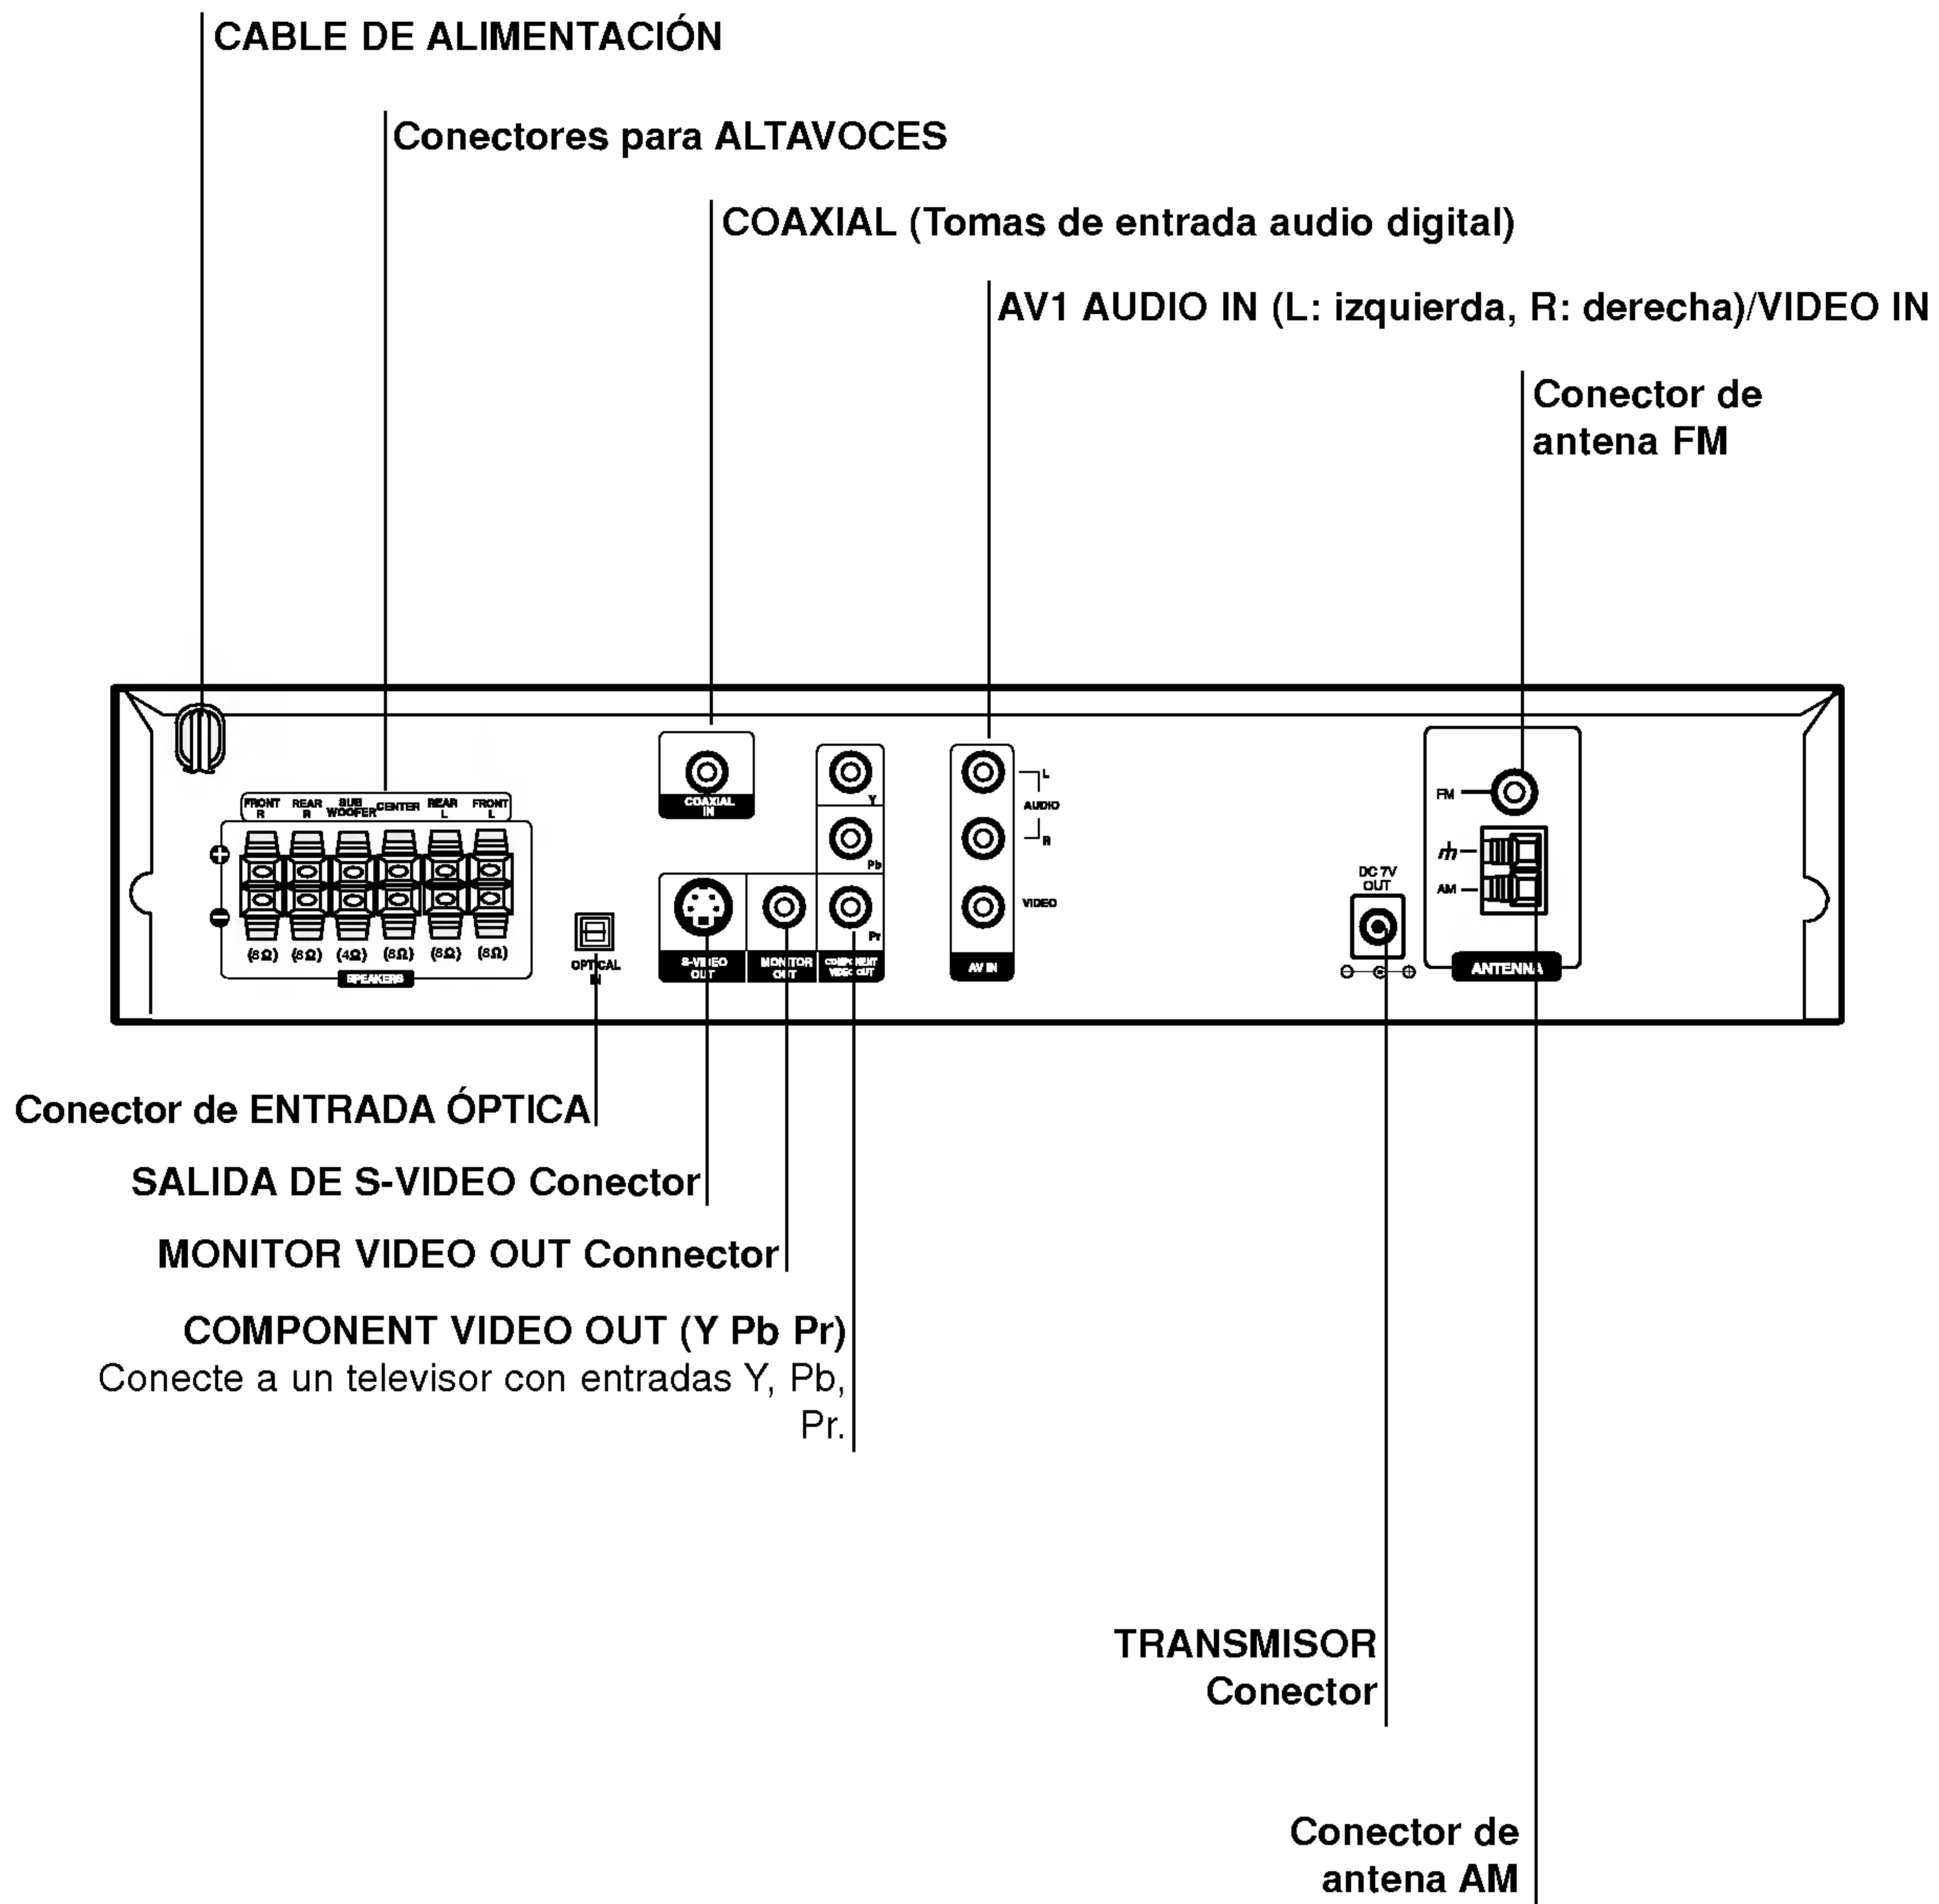 CABLE DE ALIMENTACIÓN
Conectores para ALTAVOCES
COAXIAL (Tomas de entrada audio digital)
AV1 AUDIO IN (L: izquierda, R: derecha)/VIDEO IN
Conector de
antena FM
FRONT R
REAR R
SUB WOOFER
CENTER
REAR L
FRONT L
(8Ω) (8Ω) (4Ω) (8Ω) (8Ω) (8Ω)
SPEAKERS
OPTICAL
IN
COAXIAL
IN
Y
Pb
Pr
S-VIDEO
OUT
MONITOR
OUT
COMPONENT
VIDEO OUT
L
AUDIO
R
VIDEO
AV IN
DC 7V
OUT
FM
AM
ANTENNA
Conector de ENTRADA ÓPTICA
SALIDA DE S-VIDEO Conector
MONITOR VIDEO OUT Connector
COMPONENT VIDEO OUT (Y Pb Pr)
Conecte a un televisor con entradas Y, Pb,
Pr.
TRANSMISOR
Conector
Conector de
antena AM